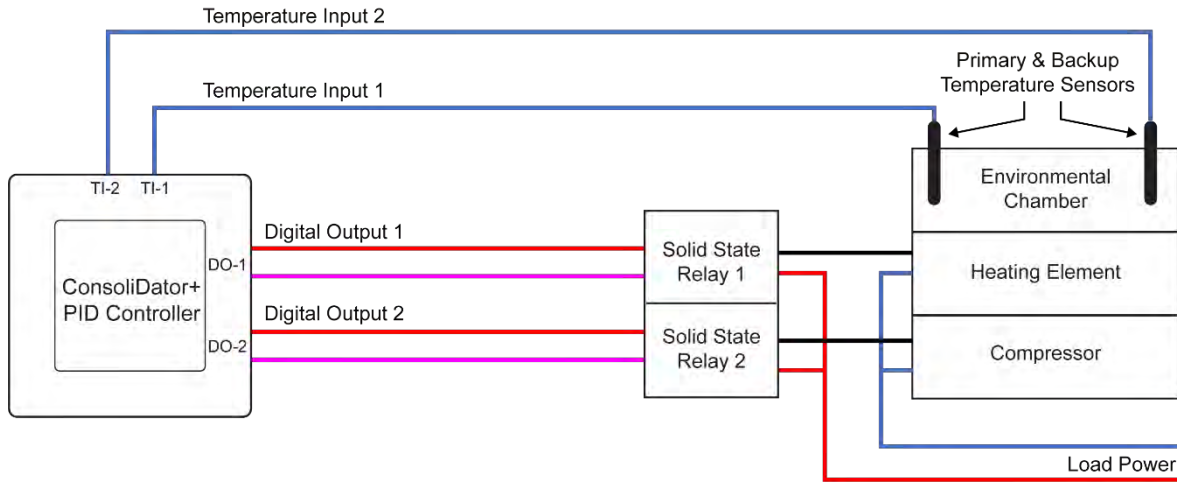 Temperature Input 2
Primary & Backup
Temperature Sensors
Temperature Input 1
TI-2
TI-1
Environmental
Chamber
Digital Output 1
DO-1
Solid State
Relay 1
Heating Element
ConsoliDator+
PID Controller
Digital Output 2
DO-2
Solid State
Relay 2
Compressor
Load Power